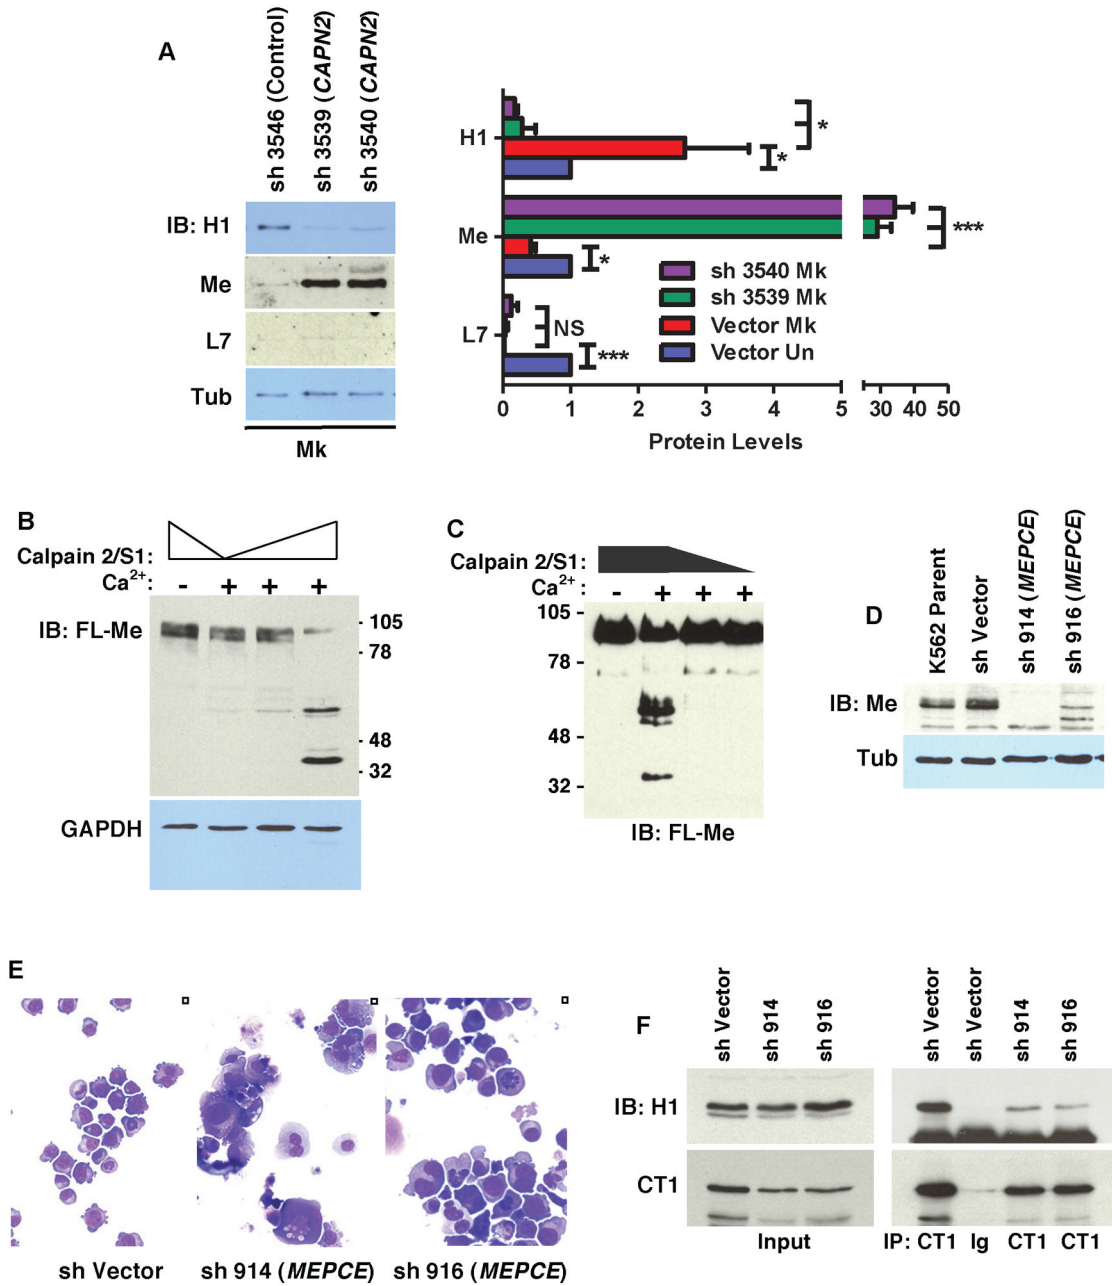 A
sh 3546 (Control)
sh 3539 (CAPN2)
sh 3540 (CAPN2)
IB: H1
Me
L7
Tub
Mk
H1
Me
L7
*
*
***
*
NS
***
sh 3540 Mk
sh 3539 Mk
Vector Mk
Vector Un
0 1 2 3 4 5 30 40 50
Protein Levels
B
Calpain 2/S1:
Ca2+: - + + +
IB: FL-Me
105
78
48
32
GAPDH
C
Calpain 2/S1:
Ca2+: - + + +
105
78
48
32
IB: FL-Me
D
K562 Parent
sh Vector
sh 914 (MEPCE)
sh 916 (MEPCE)
IB: Me
Tub
E
sh Vector
sh 914 (MEPCE)
sh 916 (MEPCE)
F
sh Vector
sh 914
sh 916
sh Vector
sh Vector
sh 914
sh 916
IB: H1
CT1
Input
IP: CT1 Ig CT1 CT1